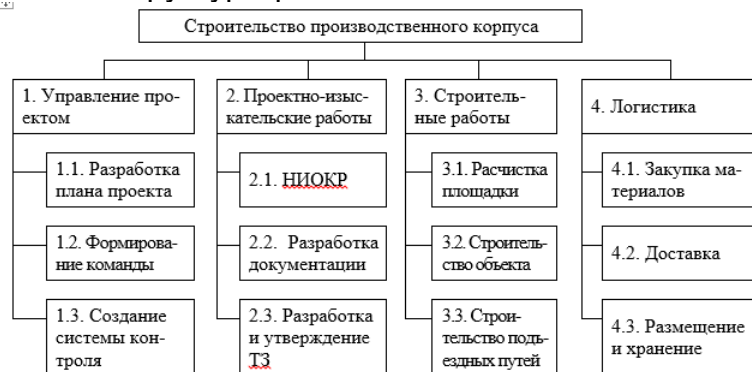 Строительство производственного корпуса
1. Управление про-
ектом
2. Проектно-изыс-
кательские работы
3. Строитель-
ные работы
4. Логистика
1.1. Разработка
плана проекта
2.1. НИОКР
3.1. Расчистка
площадки
4.1. Закупка ма-
териалов
1.2. Формирова-
ние команды
2.2. Разработка
документации
3.2. Строитель-
ство объекта
4.2. Доставка
1.3. Создание
системы кон-
троля
2.3. Разработка
и утверждение
ТЗ
3.3. Строи-
тельство подъ-
ездных путей
4.3. Размещение
и хранение